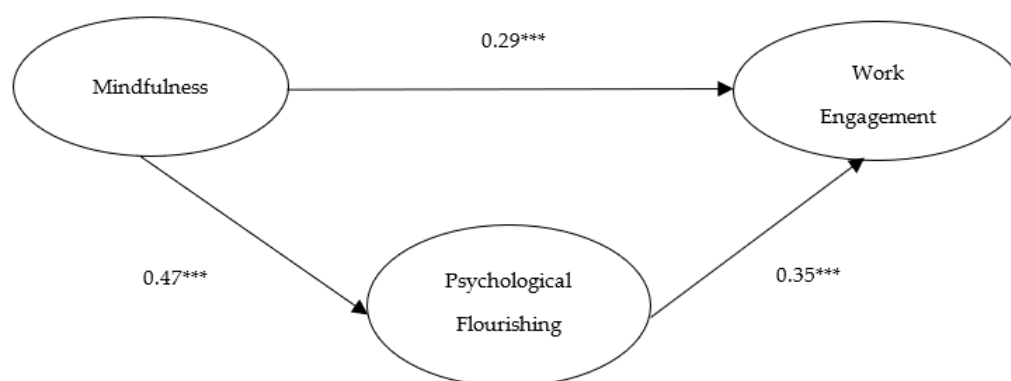 0.29***
Mindfulness
Work
Engagement
0.47***
Psychological
Flourishing
0.35***